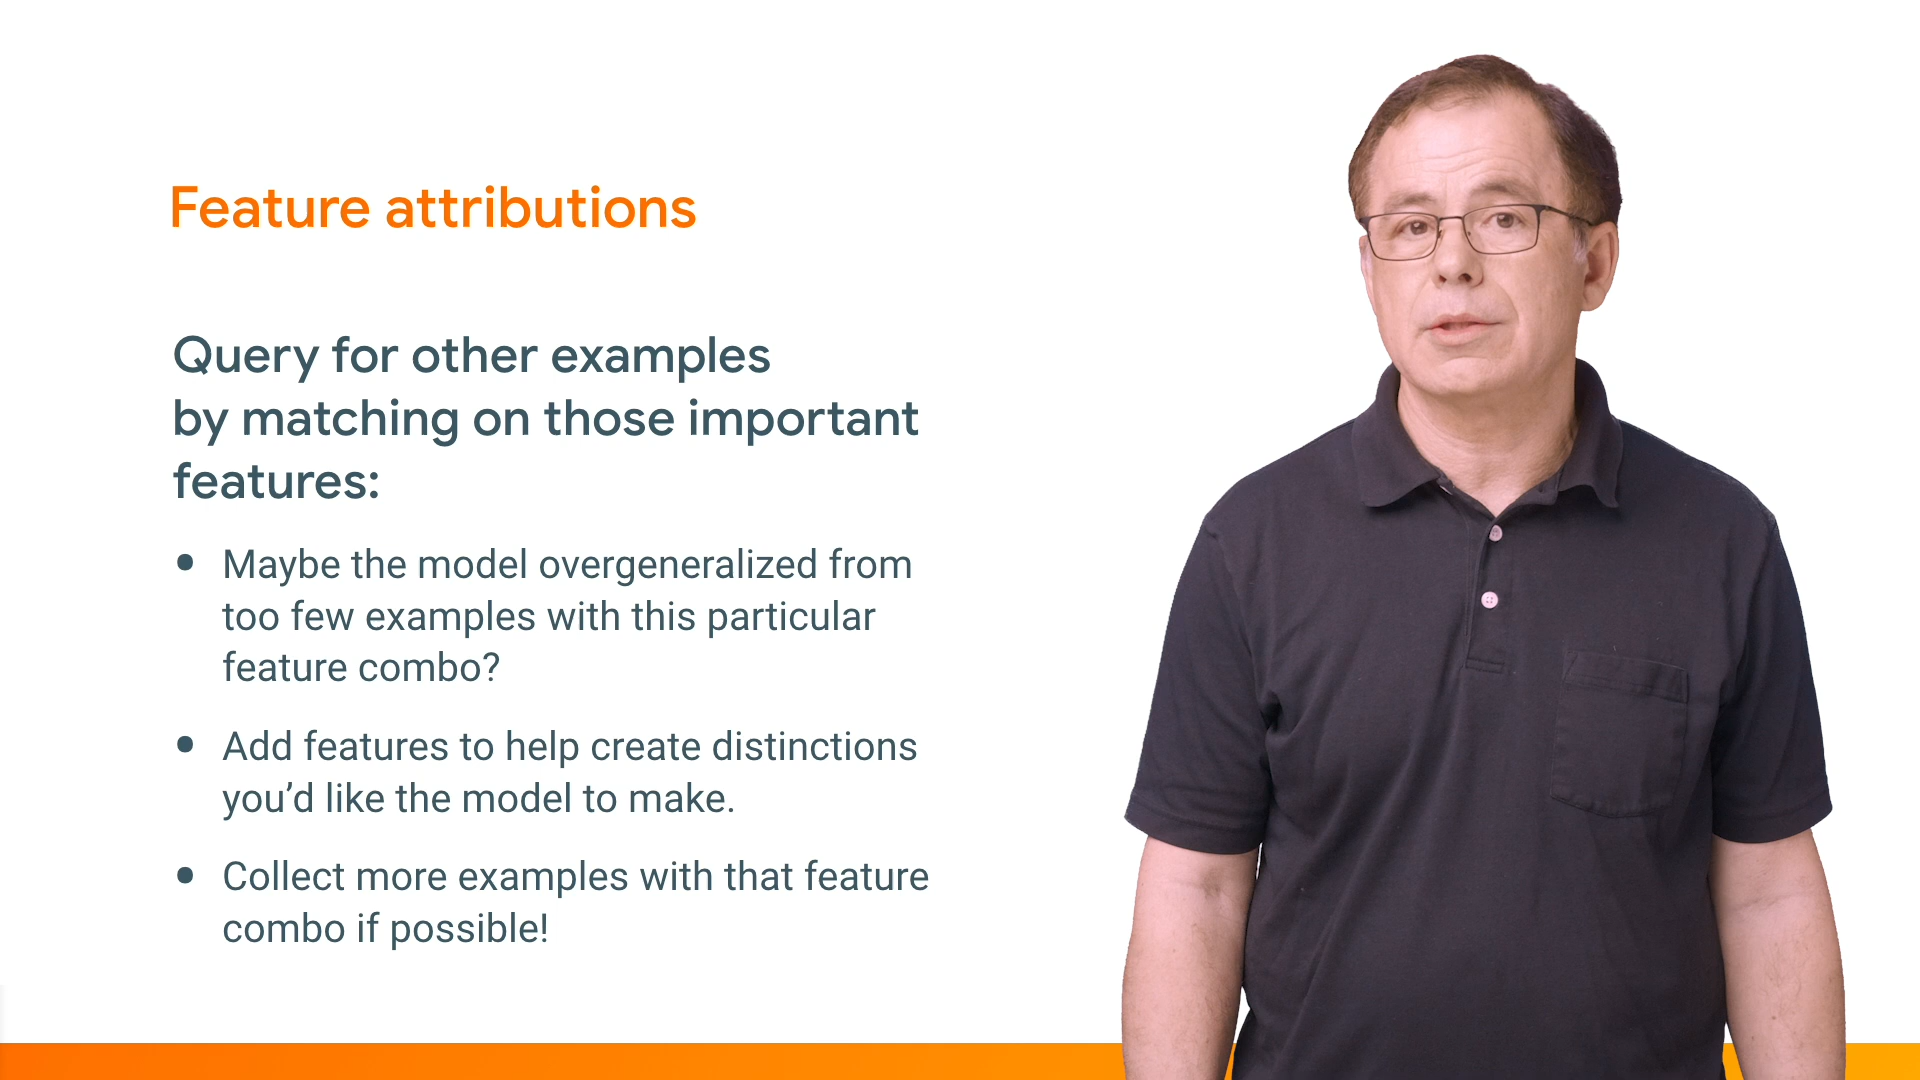 Feature attributions
Query for other examples
by matching on those important
features:
• Maybe the model overgeneralized from
too few examples with this particular
feature combo?
• Add features to help create distinctions
you’d like the model to make.
• Collect more examples with that feature
combo if possible!